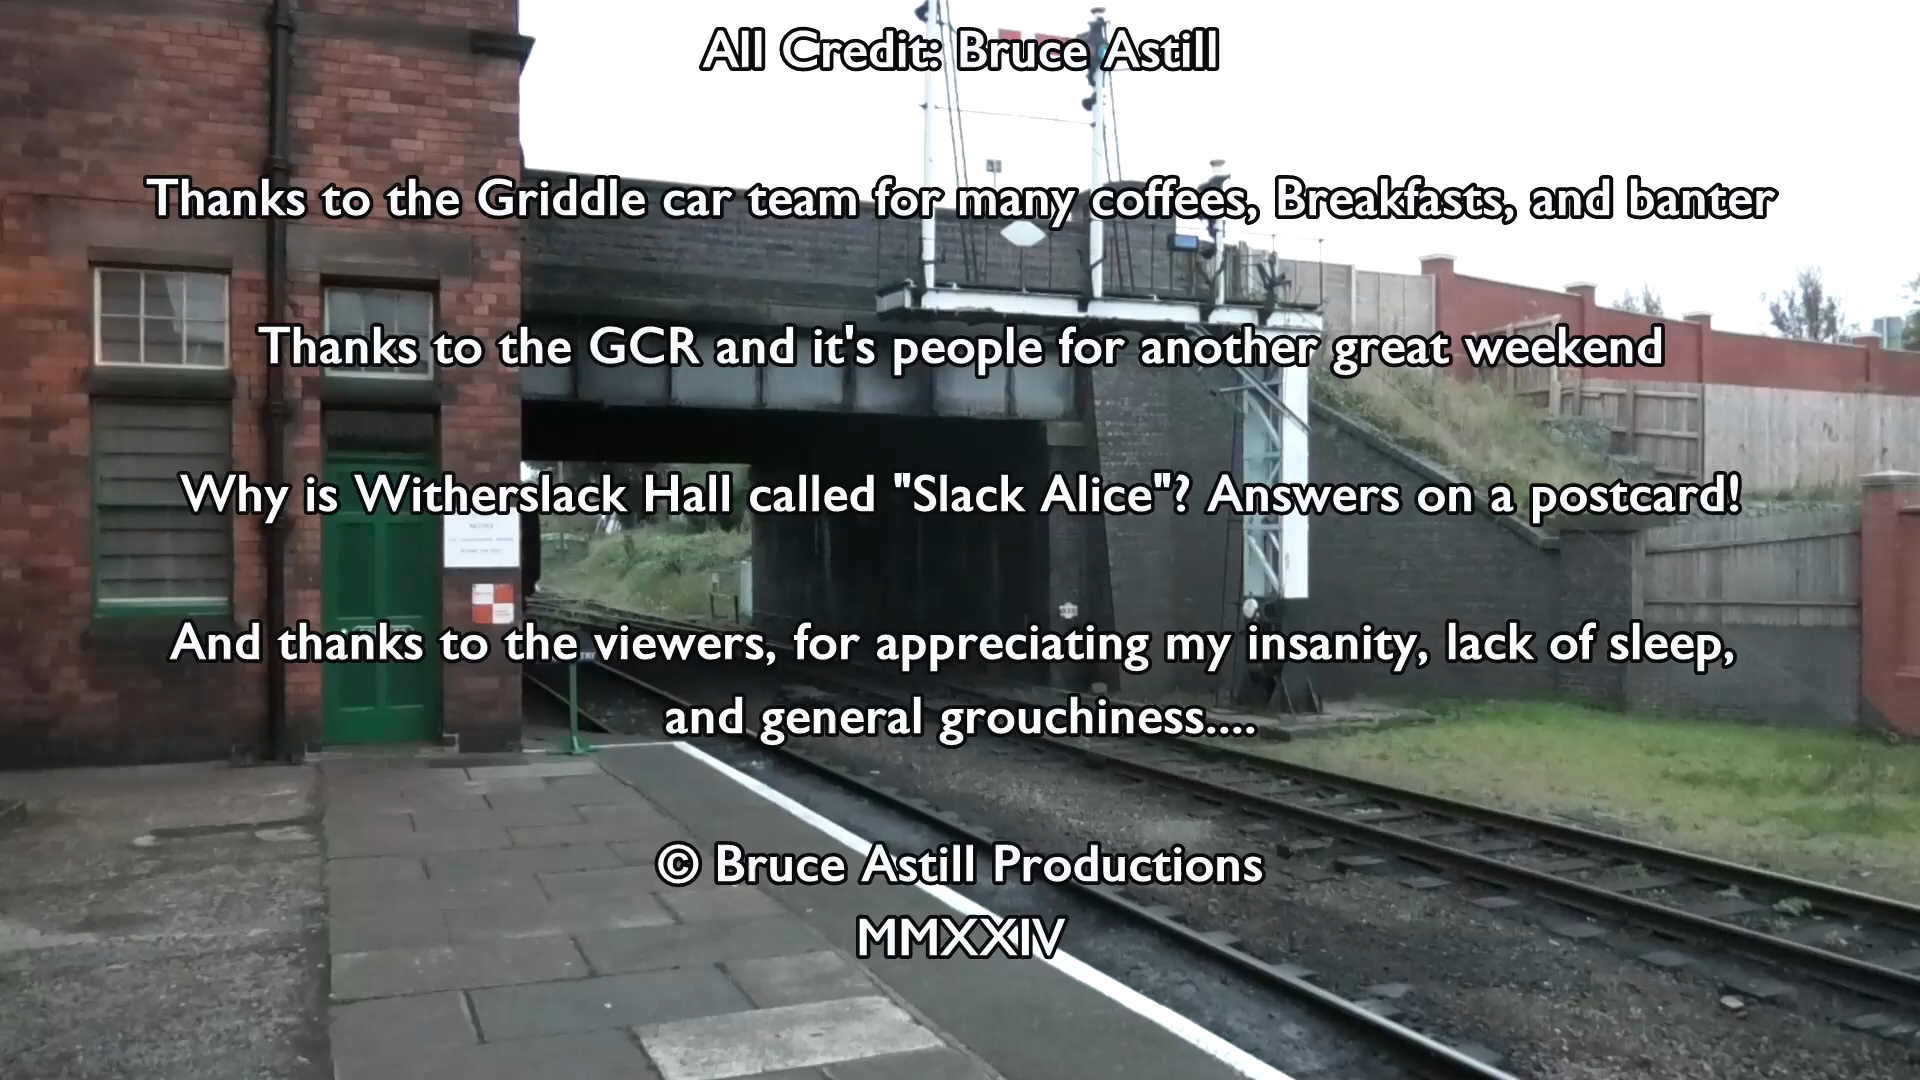 All Credit: Bruce Astill
Thanks to the Griddle car team for many coffees, Breakfasts, and banter
Thanks to the GCR and it's people for another great weekend
Why is Witherslack Hall called "Slack Alice"? Answers on a postcard!
And thanks to the viewers, for appreciating my insanity, lack of sleep,
and general grouchiness....
© Bruce Astill Productions
MMXXIV
NOTICE